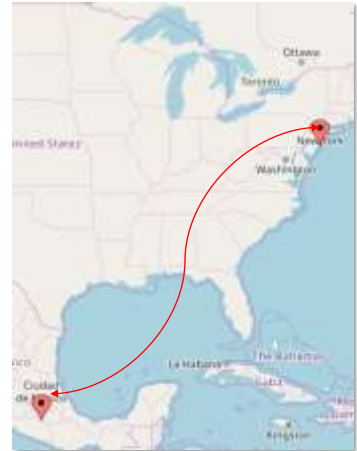 Ottawa
Toronto
United States
New York
Washington
La Habana
The Bahamas
Cuba
Ciudad
de
Kingston